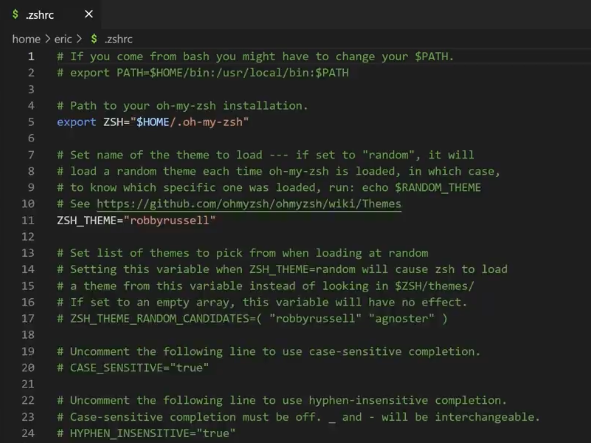 $ .zshrc ×
home > eric > $ .zshrc
1 # If you come from bash you might have to change your $PATH.
2 # export PATH=$HOME/bin:/usr/local/bin:$PATH
3
4 # Path to your oh-my-zsh installation.
5 export ZSH="$HOME/.oh-my-zsh"
6
7 # Set name of the theme to load --- if set to "random", it will
8 # load a random theme each time oh-my-zsh is loaded, in which case,
9 # to know which specific one was loaded, run: echo $RANDOM_THEME
10 # See https://github.com/ohmyzsh/ohmyzsh/wiki/Themes
11 ZSH_THEME="robbyrussell"
12
13 # Set list of themes to pick from when loading at random
14 # Setting this variable when ZSH_THEME=random will cause zsh to load
15 # a theme from this variable instead of looking in $ZSH/themes/
16 # If set to an empty array, this variable will have no effect.
17 # ZSH_THEME_RANDOM_CANDIDATES=( "robbyrussell" "agnoster" )
18
19 # Uncomment the following line to use case-sensitive completion.
20 # CASE_SENSITIVE="true"
21
22 # Uncomment the following line to use hyphen-insensitive completion.
23 # Case-sensitive completion must be off. _ and - will be interchangeable.
24 # HYPHEN_INSENSITIVE="true"